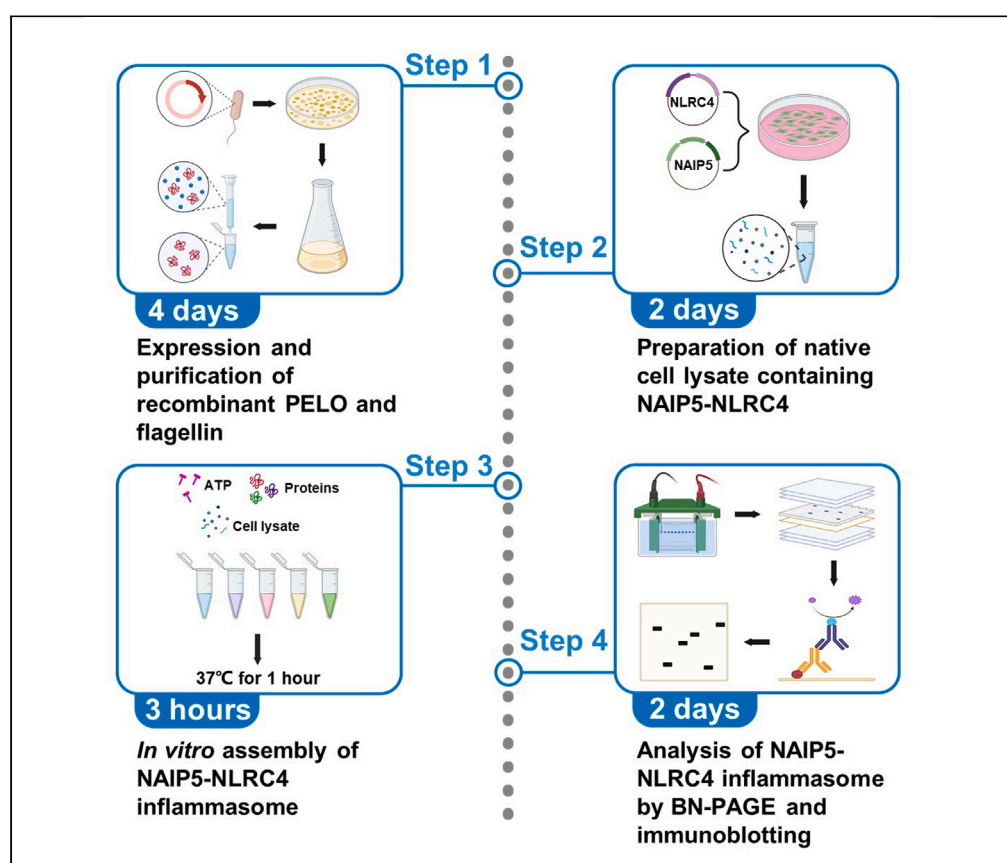 Step 1
4 days
Expression and
purification of
recombinant PELO and
flagellin
NLRC4
NAIP5
Step 2
2 days
Preparation of native
cell lysate containing
NAIP5-NLRC4
Step 3
ATP
Proteins
Cell lysate
37℃ for 1 hour
3 hours
In vitro assembly of
NAIP5-NLRC4
inflammasome
Step 4
2 days
Analysis of NAIP5-
NLRC4 inflammasome
by BN-PAGE and
immunoblotting